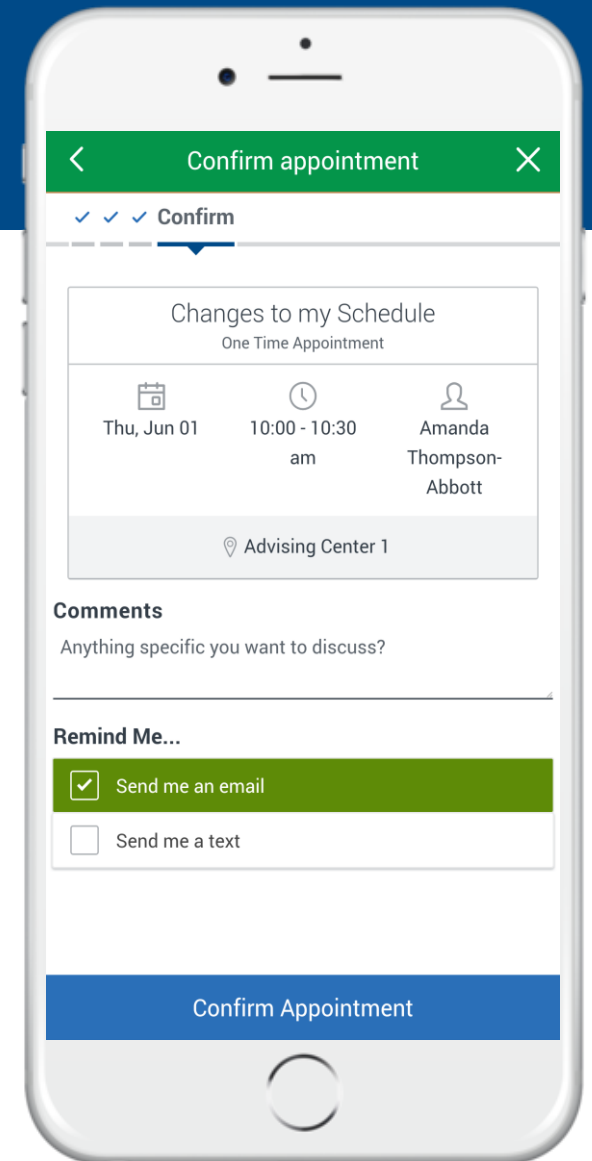 Confirm appointment
Confirm
Changes to my Schedule
One Time Appointment
Thu, Jun 01
10:00 - 10:30
am
Amanda
Thompson-
Abbott
Advising Center 1
Comments
Anything specific you want to discuss?
Remind Me...
Send me an email
Send me a text
Confirm Appointment